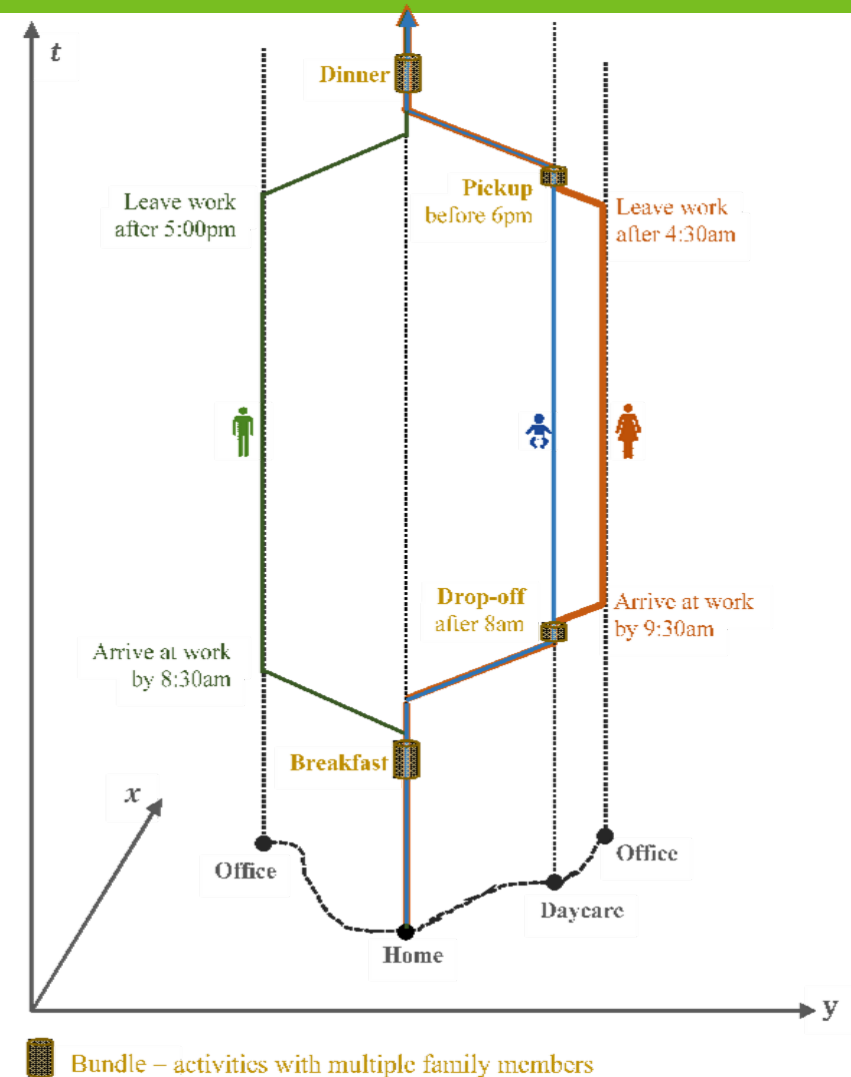 t
Dinner
Pickup
before 6pm
Leave work
after 5:00pm
Leave work
after 4:30am
Drop-off
after 8am
Arrive at work
by 9:30am
Arrive at work
by 8:30am
Breakfast
x
Office
Office
Daycare
Home
y
Bundle – activities with multiple family members